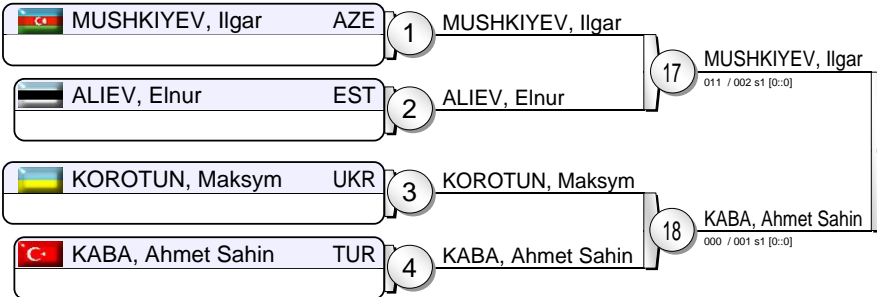 MUSHKIYEV, Ilgar AZE
1
MUSHKIYEV, Ilgar
17
MUSHKIYEV, Ilgar
011 / 002 s1 [0::0]
ALIEV, Elnur EST
2
ALIEV, Elnur
KOROTUN, Maksym UKR
3
KOROTUN, Maksym
18
KABA, Ahmet Sahin
000 / 001 s1 [0::0]
KABA, Ahmet Sahin TUR
4
KABA, Ahmet Sahin